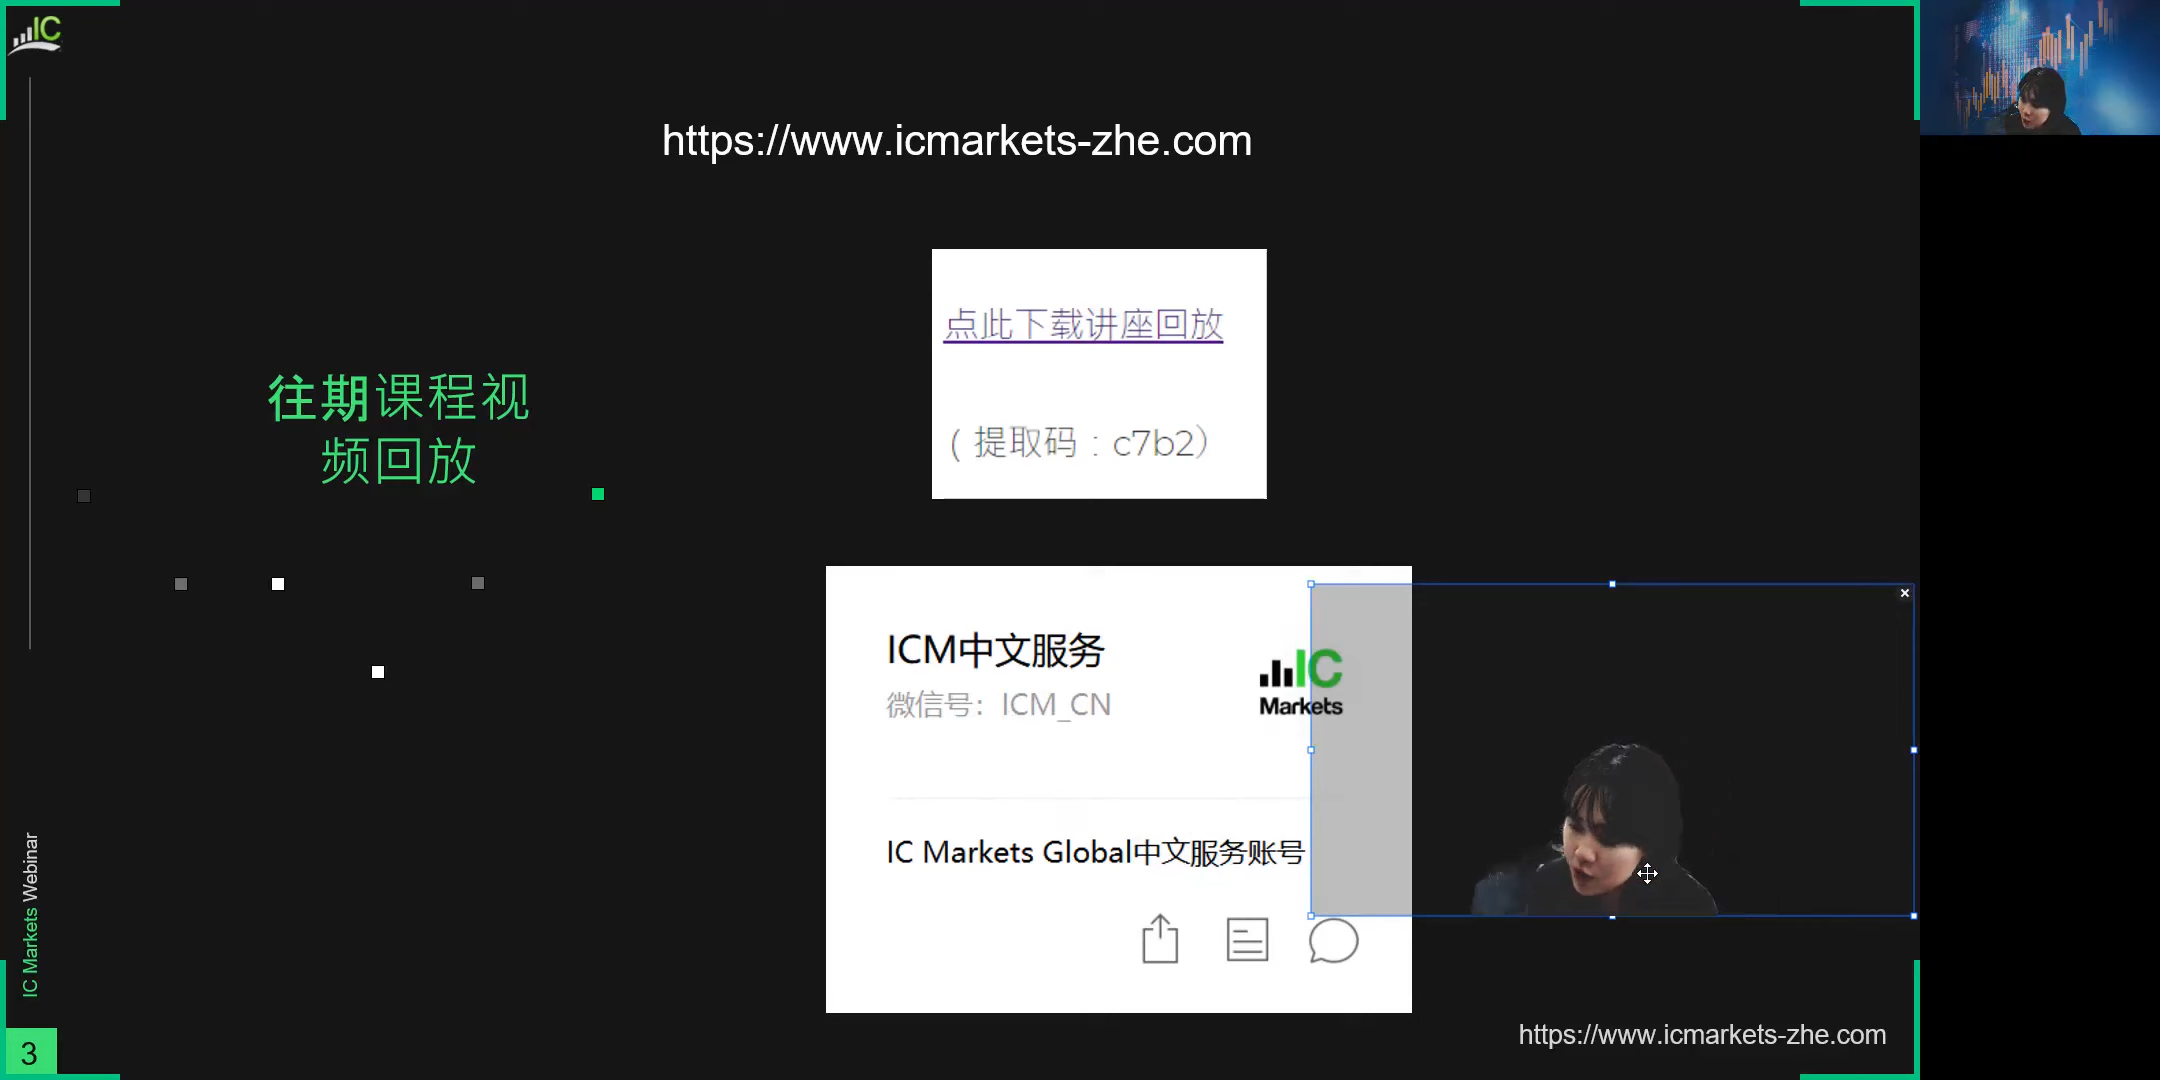 IC
https://www.icmarkets-zhe.com
点此下载讲座回放
(提取码:c7b2)
往期课程视
频回放
ICM中文服务
微信号: ICM_CN
IC
Markets
IC Markets Global中文服务账号
IC Markets Webinar
3
https://www.icmarkets-zhe.com